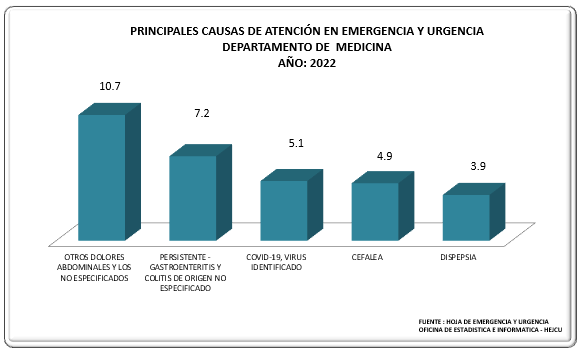 PRINCIPALES CAUSAS DE ATENCIÓN EN EMERGENCIA Y URGENCIA
DEPARTAMENTO DE MEDICINA
AÑO: 2022
10.7
7.2
5.1
4.9
3.9
OTROS DOLORES
ABDOMINALES Y LOS
NO ESPECIFICADOS
PERSISTENTE -
GASTROENTERITIS Y
COLITIS DE ORIGEN NO
ESPECIFICADO
COVID-19, VIRUS
IDENTIFICADO
CEFALEA
DISPEPSIA
FUENTE : HOJA DE EMERGENCIA Y URGENCIA
OFICINA DE ESTADISTICA E INFORMATICA - HEJCU